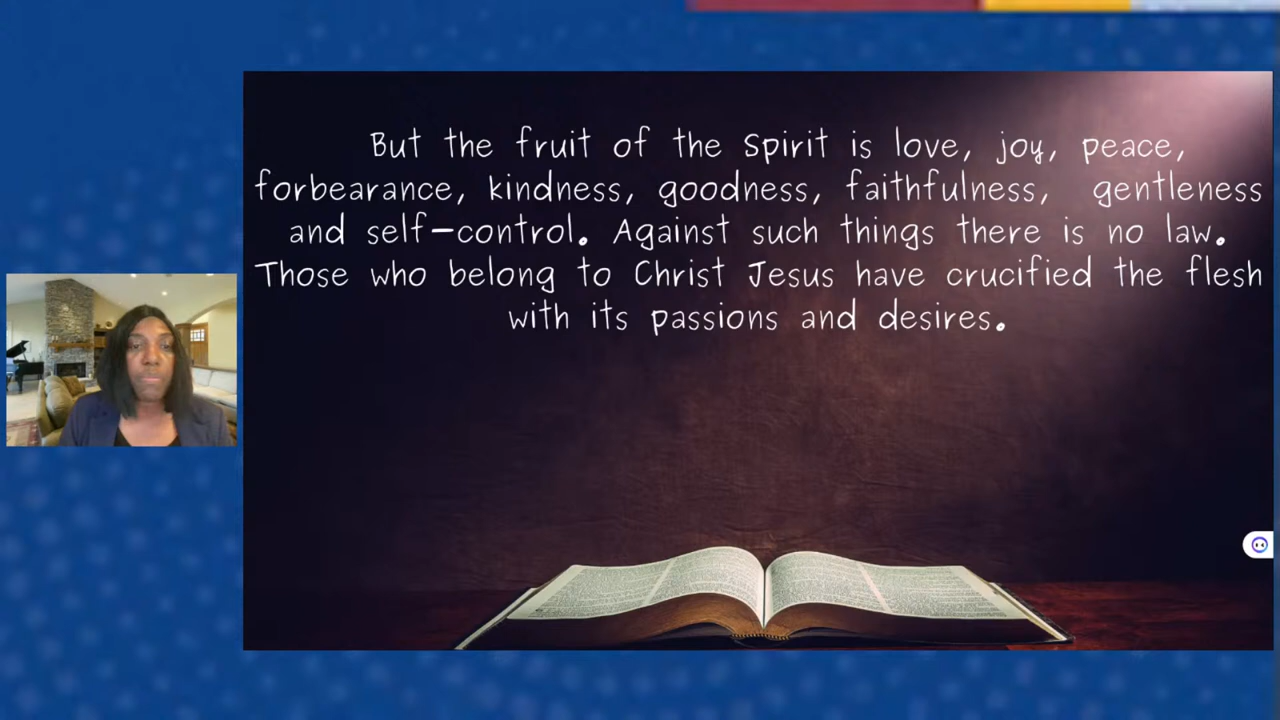 But the fruit of the Spirit is love, joy, peace,
forbearance, kindness, goodness, faithfulness, gentleness
and self-control. Against such things there is no law.
Those who belong to Christ Jesus have crucified the flesh
with its passions and desires.